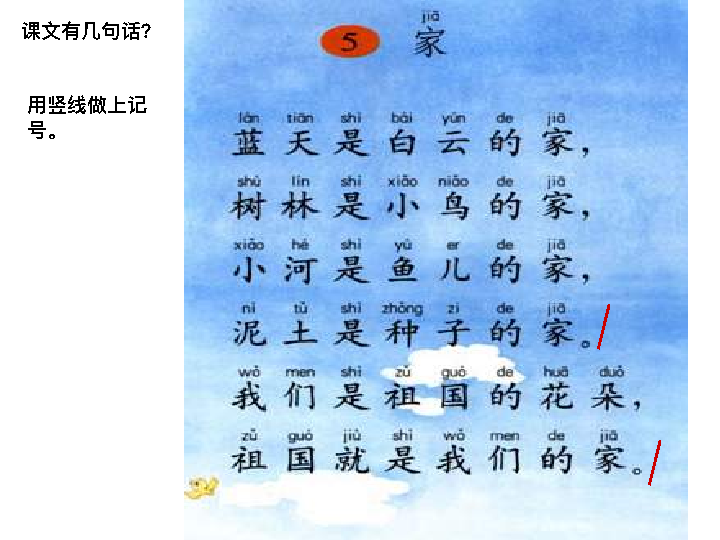 课文有几句话?
用竖线做上记
号。
jiā
5 家
lán tiān shì bái yún de jiā
蓝天是白云的家，
shù lín shì xiǎo niǎo de jiā
树林是小鸟的家，
xiǎo hé shì yú er de jiā
小河是鱼儿的家，
ní tǔ shì zhǒng zi de jiā
泥土是种子的家。
wǒ men shì zǔ guó de huā duǒ
我们是祖国的花朵，
zǔ guó jiù shì wǒ men de jiā
祖国就是我们的家。